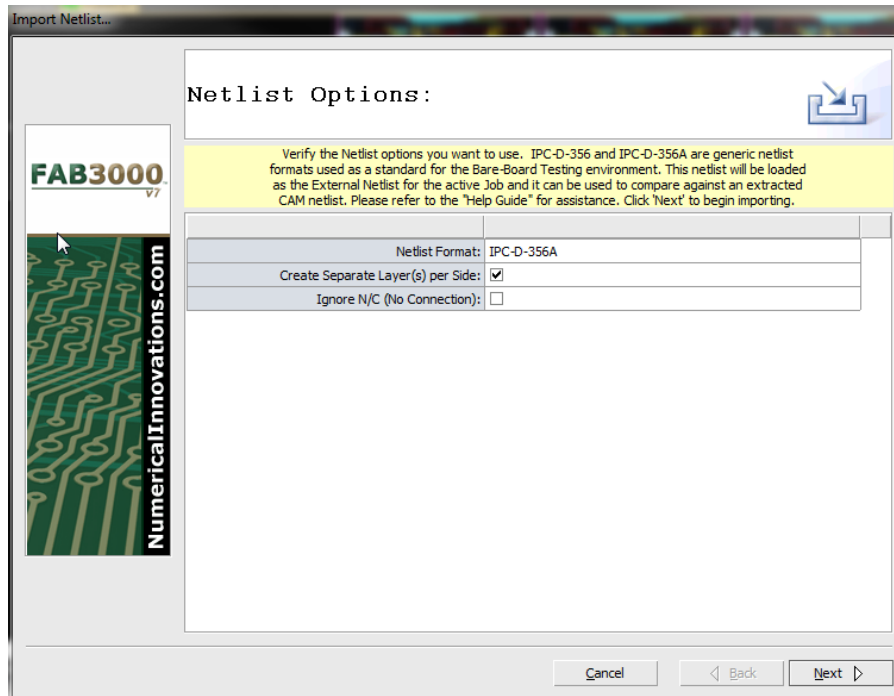 Import Netlist...
Netlist Options:
FAB3000
V7
NumericalInnovations.com
Verify the Netlist options you want to use. IPC-D-356 and IPC-D-356A are generic netlist
formats used as a standard for the Bare-Board Testing environment. This netlist will be loaded
as the External Netlist for the active Job and it can be used to compare against an extracted
CAM netlist. Please refer to the "Help Guide" for assistance. Click 'Next' to begin importing.
Netlist Format: IPC-D-356A
Create Separate Layer(s) per Side:
Ignore N/C (No Connection):
Cancel Back Next